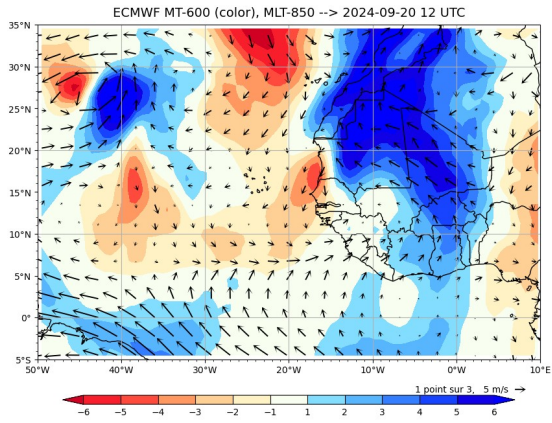 ECMWF MT-600 (color), MLT-850 --> 2024-09-20 12 UTC
35°N
30°N
25°N
20°N
15°N
10°N
5°N
0°
5°S
50°W 40°W 30°W 20°W 10°W 0°W 10°E
1 point sur 3, 5 m/s
−6 −5 −4 −3 −2 −1 1 2 3 4 5 6